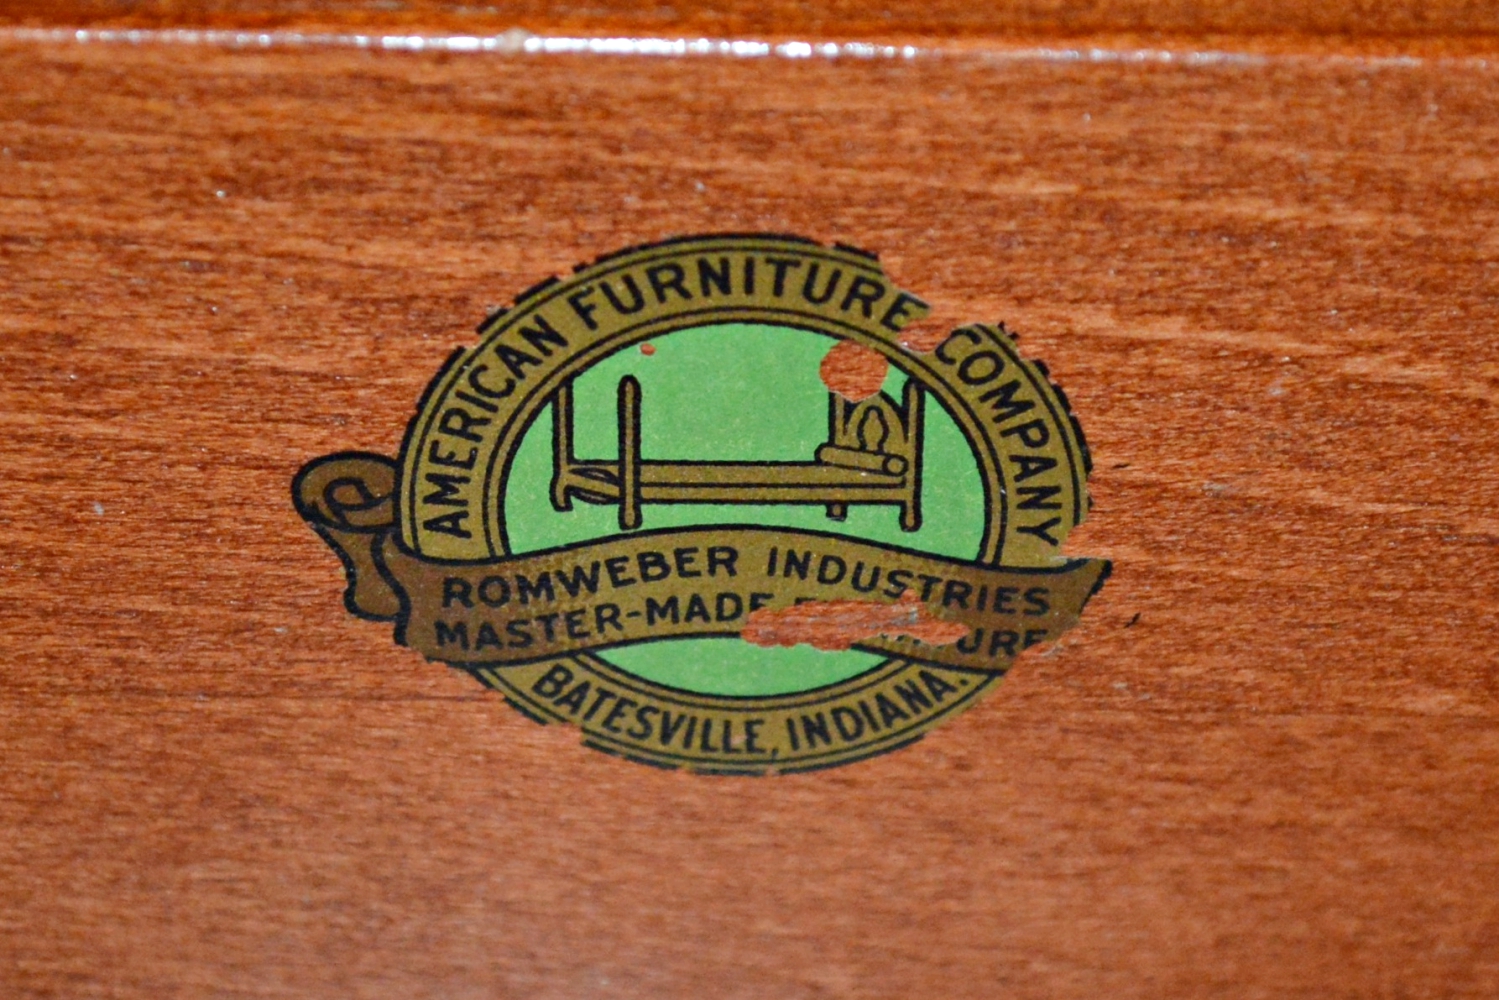 AMERICAN FURNITURE COMPANY
ROMWEBER INDUSTRIES
MASTER-MADE
BATESVILLE, INDIANA.